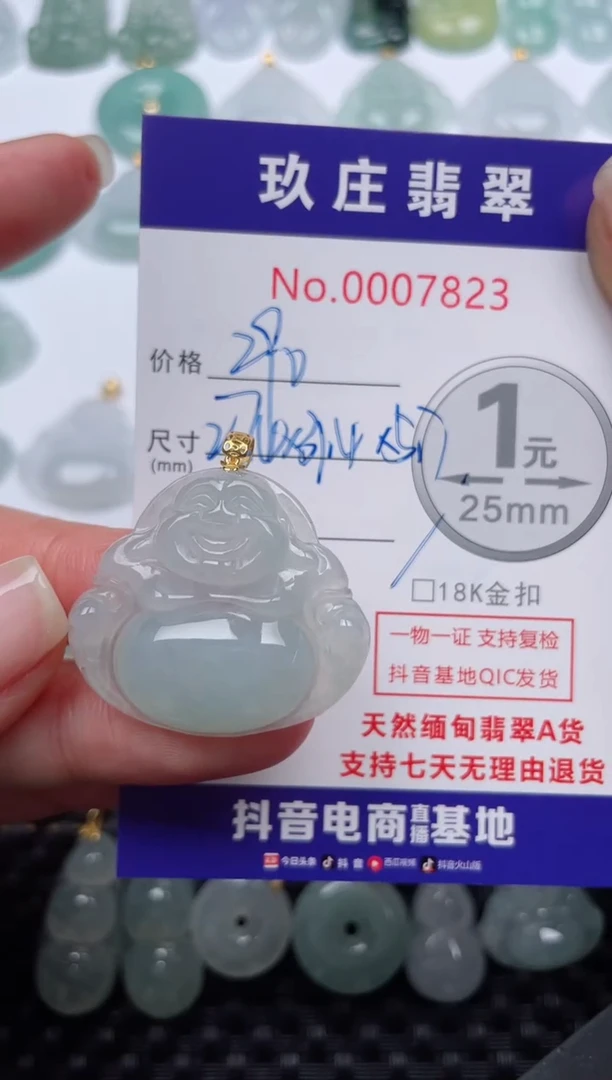 玖庄翡翠
No.0007823
价格
尺寸
(mm)
1元
25mm
□18K金扣
一物一证 支持复检
抖音基地QIC发货
天然缅甸翡翠A货
支持七天无理由退货
抖音电商直播基地
今日头条 抖音 西瓜视频 抖音火山版